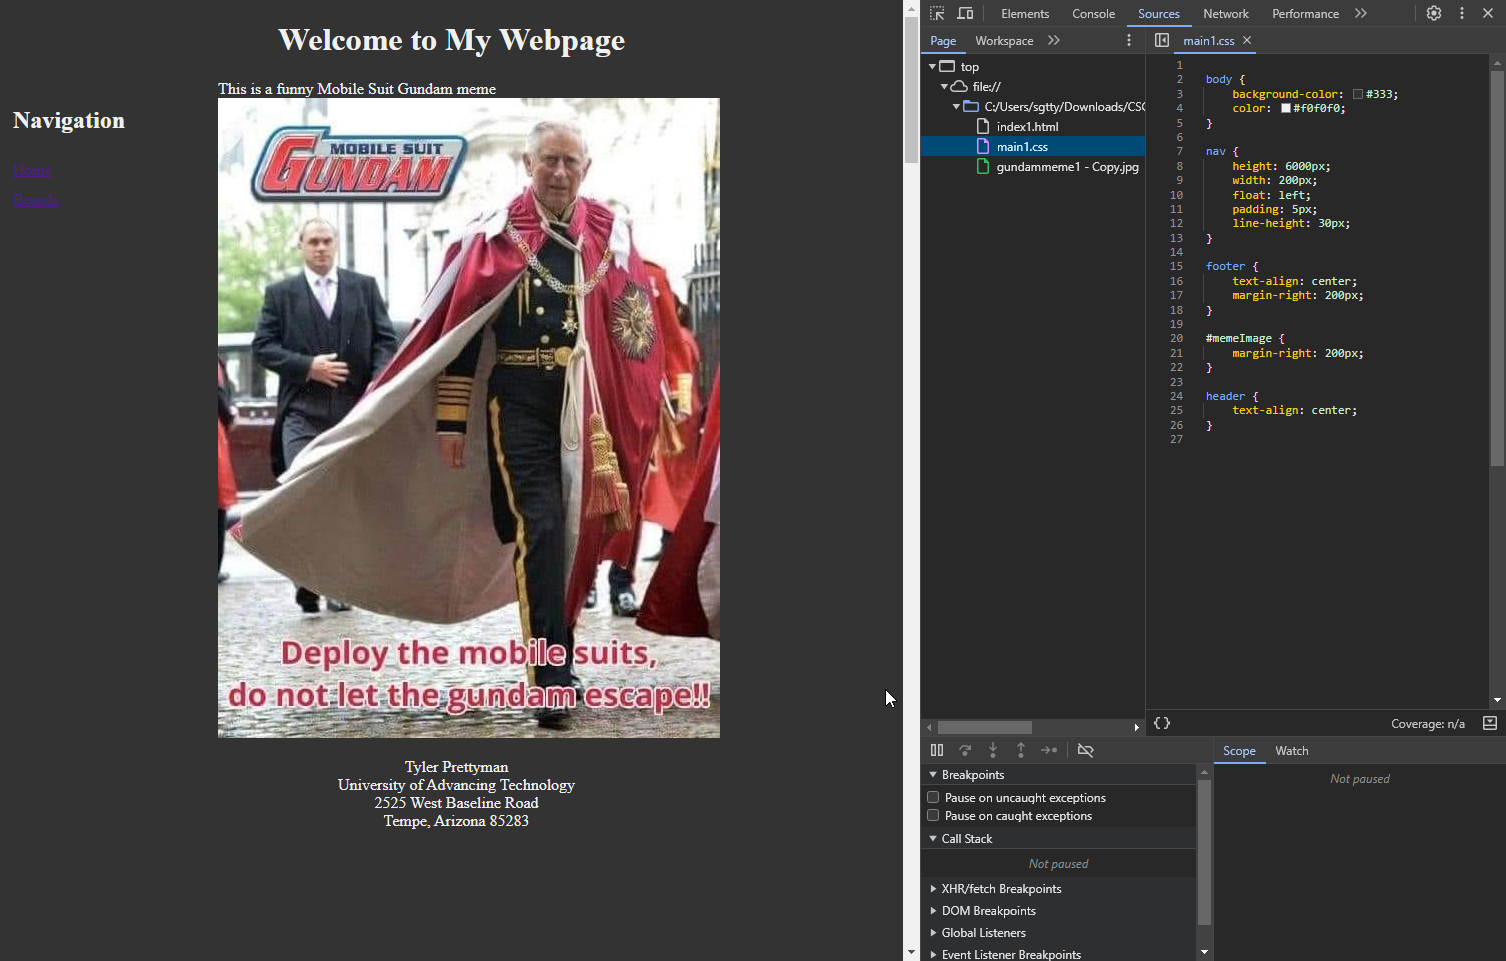 Welcome to My Webpage
This is a funny Mobile Suit Gundam meme
Navigation
Home
Boards
MOBILE SUIT
GUNDAM
Deploy the mobile suits,
do not let the gundam escape!!
Tyler Prettyman
University of Advancing Technology
2525 West Baseline Road
Tempe, Arizona 85283
Elements Console Sources Network Performance
Page Workspace
top
file://
C:/Users/sgtty/Downloads/CSC
index1.html
main1.css
gundammeme1 - Copy.jpg
main1.css
1
2 body {
3 background-color: #333;
4 color: #f0f0f0;
5 }
6
7 nav {
8 height: 6000px;
9 width: 200px;
10 float: left;
11 padding: 5px;
12 line-height: 30px;
13 }
14
15 footer {
16 text-align: center;
17 margin-right: 200px;
18 }
19
20 #memeImage {
21 margin-right: 200px;
22 }
23
24 header {
25 text-align: center;
26 }
27
{} Coverage: n/a
Breakpoints
Pause on uncaught exceptions
Pause on caught exceptions
Call Stack
Not paused
XHR/fetch Breakpoints
DOM Breakpoints
Global Listeners
Event Listener Breakpoints
Scope Watch
Not paused